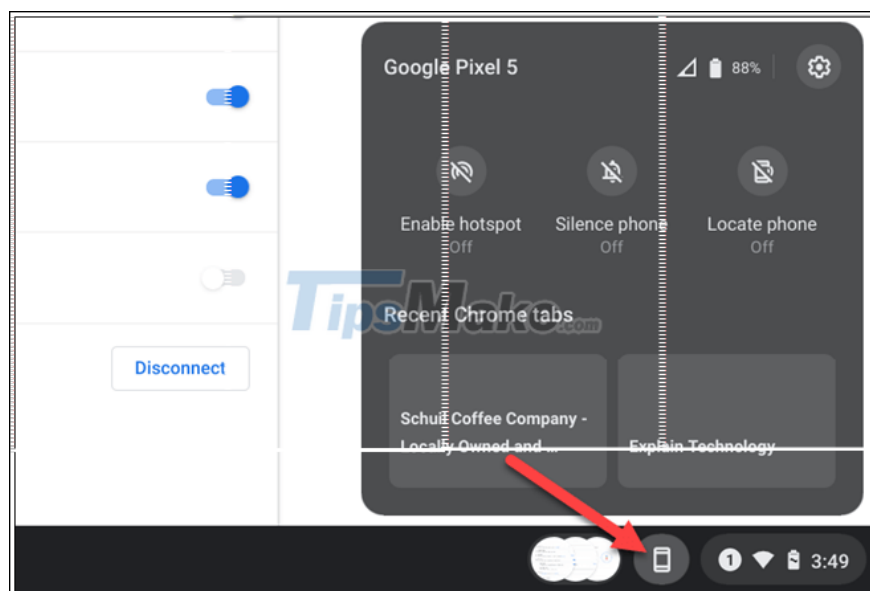 Google Pixel 5
88%
Enable hotspot
Off
Silence phone
Off
Locate phone
Off
TipsMake.com
Recent Chrome tabs
Disconnect
Schuil Coffee Company -
Locally Owned and ...
Explain Technology
1
3:49